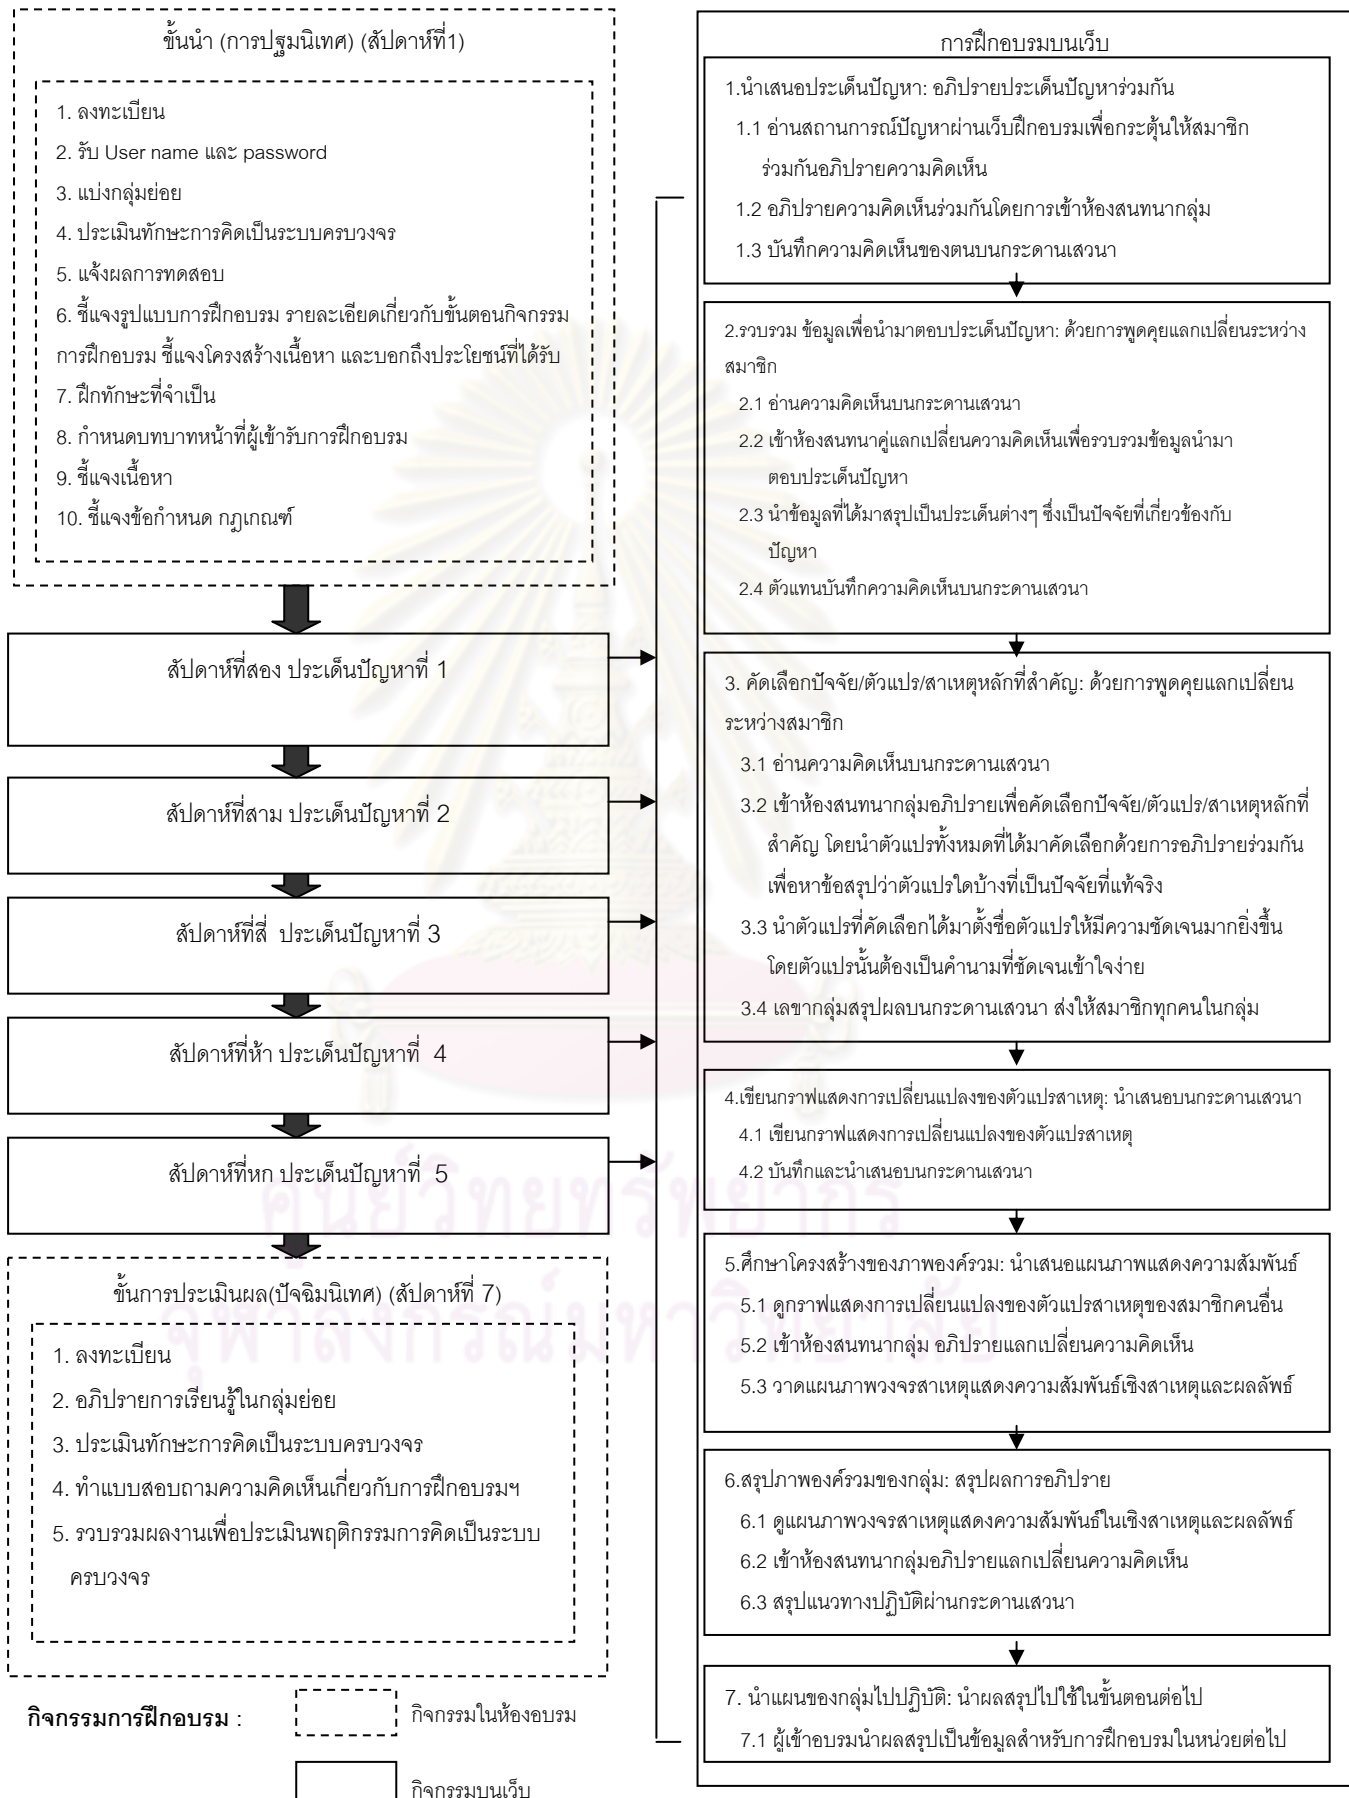 ขั้นนำ (การปฐมนิเทศ) (สัปดาห์ที่1)
1. ลงทะเบียน
2. รับ User name และ password
3. แบ่งกลุ่มย่อย
4. ประเมินทักษะการคิดเป็นระบบครบวงจร
5. แจ้งผลการทดสอบ
6. ชี้แจงรูปแบบการฝึกอบรม รายละเอียดเกี่ยวกับขั้นตอนกิจกรรม
การฝึกอบรม ชี้แจงโครงสร้างเนื้อหา และบอกถึงประโยชน์ที่ได้รับ
7. ฝึกทักษะที่จำเป็น
8. กำหนดบทบาทหน้าที่ผู้เข้ารับการฝึกอบรม
9. ชี้แจงเนื้อหา
10. ชี้แจงข้อกำหนด กฎเกณฑ์
สัปดาห์ที่สอง ประเด็นปัญหาที่ 1
สัปดาห์ที่สาม ประเด็นปัญหาที่ 2
สัปดาห์ที่สี่ ประเด็นปัญหาที่ 3
สัปดาห์ที่ห้า ประเด็นปัญหาที่ 4
สัปดาห์ที่หก ประเด็นปัญหาที่ 5
ขั้นการประเมินผล(ปัจฉิมนิเทศ) (สัปดาห์ที่ 7)
1. ลงทะเบียน
2. อภิปรายการเรียนรู้ในกลุ่มย่อย
3. ประเมินทักษะการคิดเป็นระบบครบวงจร
4. ทำแบบสอบถามความคิดเห็นเกี่ยวกับการฝึกอบรมฯ
5. รวบรวมผลงานเพื่อประเมินพฤติกรรมการคิดเป็นระบบ
ครบวงจร
กิจกรรมการฝึกอบรม :
กิจกรรมในห้องอบรม
กิจกรรมบนเว็บ
การฝึกอบรมบนเว็บ
1.นำเสนอประเด็นปัญหา: อภิปรายประเด็นปัญหาร่วมกัน
1.1 อ่านสถานการณ์ปัญหาผ่านเว็บฝึกอบรมเพื่อกระตุ้นให้สมาชิก
ร่วมกันอภิปรายความคิดเห็น
1.2 อภิปรายความคิดเห็นร่วมกันโดยการเข้าห้องสนทนากลุ่ม
1.3 บันทึกความคิดเห็นของตนบนกระดานเสวนา
2.รวบรวม ข้อมูลเพื่อนำมาตอบประเด็นปัญหา: ด้วยการพูดคุยแลกเปลี่ยนระหว่าง
สมาชิก
2.1 อ่านความคิดเห็นบนกระดานเสวนา
2.2 เข้าห้องสนทนาคู่แลกเปลี่ยนความคิดเห็นเพื่อรวบรวมข้อมูลนำมา
ตอบประเด็นปัญหา
2.3 นำข้อมูลที่ได้มาสรุปเป็นประเด็นต่างๆ ซึ่งเป็นปัจจัยที่เกี่ยวข้องกับ
ปัญหา
2.4 ตัวแทนบันทึกความคิดเห็นบนกระดานเสวนา
3. คัดเลือกปัจจัย/ตัวแปร/สาเหตุหลักที่สำคัญ: ด้วยการพูดคุยแลกเปลี่ยน
ระหว่างสมาชิก
3.1 อ่านความคิดเห็นบนกระดานเสวนา
3.2 เข้าห้องสนทนากลุ่มอภิปรายเพื่อคัดเลือกปัจจัย/ตัวแปร/สาเหตุหลักที่
สำคัญ โดยนำตัวแปรทั้งหมดที่ได้มาคัดเลือกด้วยการอภิปรายร่วมกัน
เพื่อหาข้อสรุปว่าตัวแปรใดบ้างที่เป็นปัจจัยที่แท้จริง
3.3 นำตัวแปรที่คัดเลือกได้มาตั้งชื่อตัวแปรให้มีความชัดเจนมากยิ่งขึ้น
โดยตัวแปรนั้นต้องเป็นคำนามที่ชัดเจนเข้าใจง่าย
3.4 เลขากลุ่มสรุปผลบนกระดานเสวนา ส่งให้สมาชิกทุกคนในกลุ่ม
4.เขียนกราฟแสดงการเปลี่ยนแปลงของตัวแปรสาเหตุ: นำเสนอบนกระดานเสวนา
4.1 เขียนกราฟแสดงการเปลี่ยนแปลงของตัวแปรสาเหตุ
4.2 บันทึกและนำเสนอบนกระดานเสวนา
5.ศึกษาโครงสร้างของภาพองค์รวม: นำเสนอแผนภาพแสดงความสัมพันธ์
5.1 ดูกราฟแสดงการเปลี่ยนแปลงของตัวแปรสาเหตุของสมาชิกคนอื่น
5.2 เข้าห้องสนทนากลุ่ม อภิปรายแลกเปลี่ยนความคิดเห็น
5.3 วาดแผนภาพวงจรสาเหตุแสดงความสัมพันธ์เชิงสาเหตุและผลลัพธ์
6.สรุปภาพองค์รวมของกลุ่ม: สรุปผลการอภิปราย
6.1 ดูแผนภาพวงจรสาเหตุแสดงความสัมพันธ์ในเชิงสาเหตุและผลลัพธ์
6.2 เข้าห้องสนทนากลุ่มอภิปรายแลกเปลี่ยนความคิดเห็น
6.3 สรุปแนวทางปฏิบัติผ่านกระดานเสวนา
7. นำแผนของกลุ่มไปปฏิบัติ: นำผลสรุปไปใช้ในขั้นตอนต่อไป
7.1 ผู้เข้าอบรมนำผลสรุปเป็นข้อมูลสำหรับการฝึกอบรมในหน่วยต่อไป
ศูนย์วิทยทรัพยากร
จุฬาลงกรณ์มหาวิทยาลัย